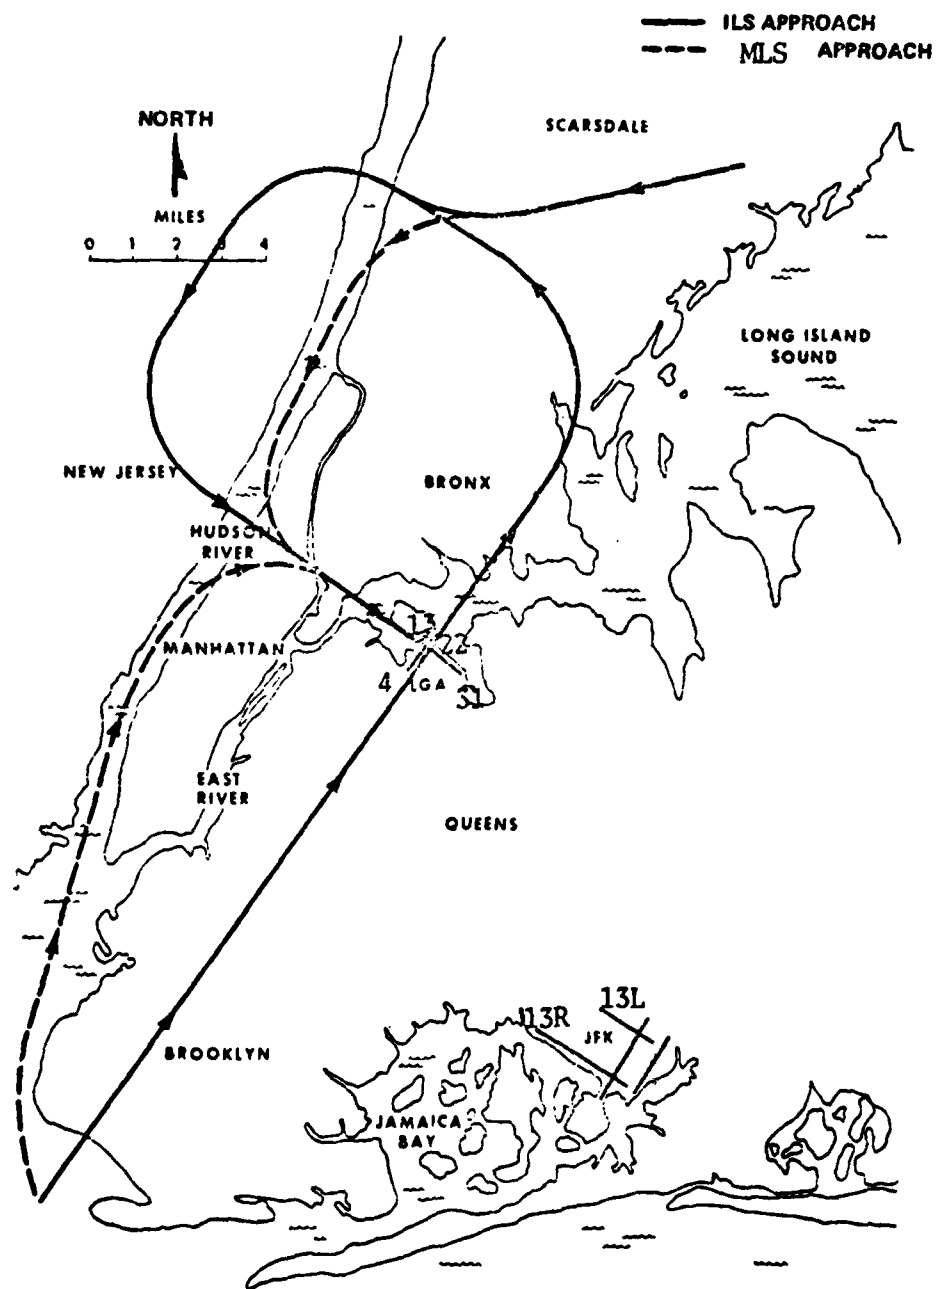 ILS APPROACH
MLS APPROACH
SCARSDALE
NORTH
MILES
0 1 2 3 4
LONG ISLAND
SOUND
NEW JERSEY
BRONX
HUDSON
RIVER
13
22
MANHATTAN
4 LGA
31
EAST
RIVER
QUEENS
13L
13R
JFK
BROOKLYN
JAMAICA
BAY